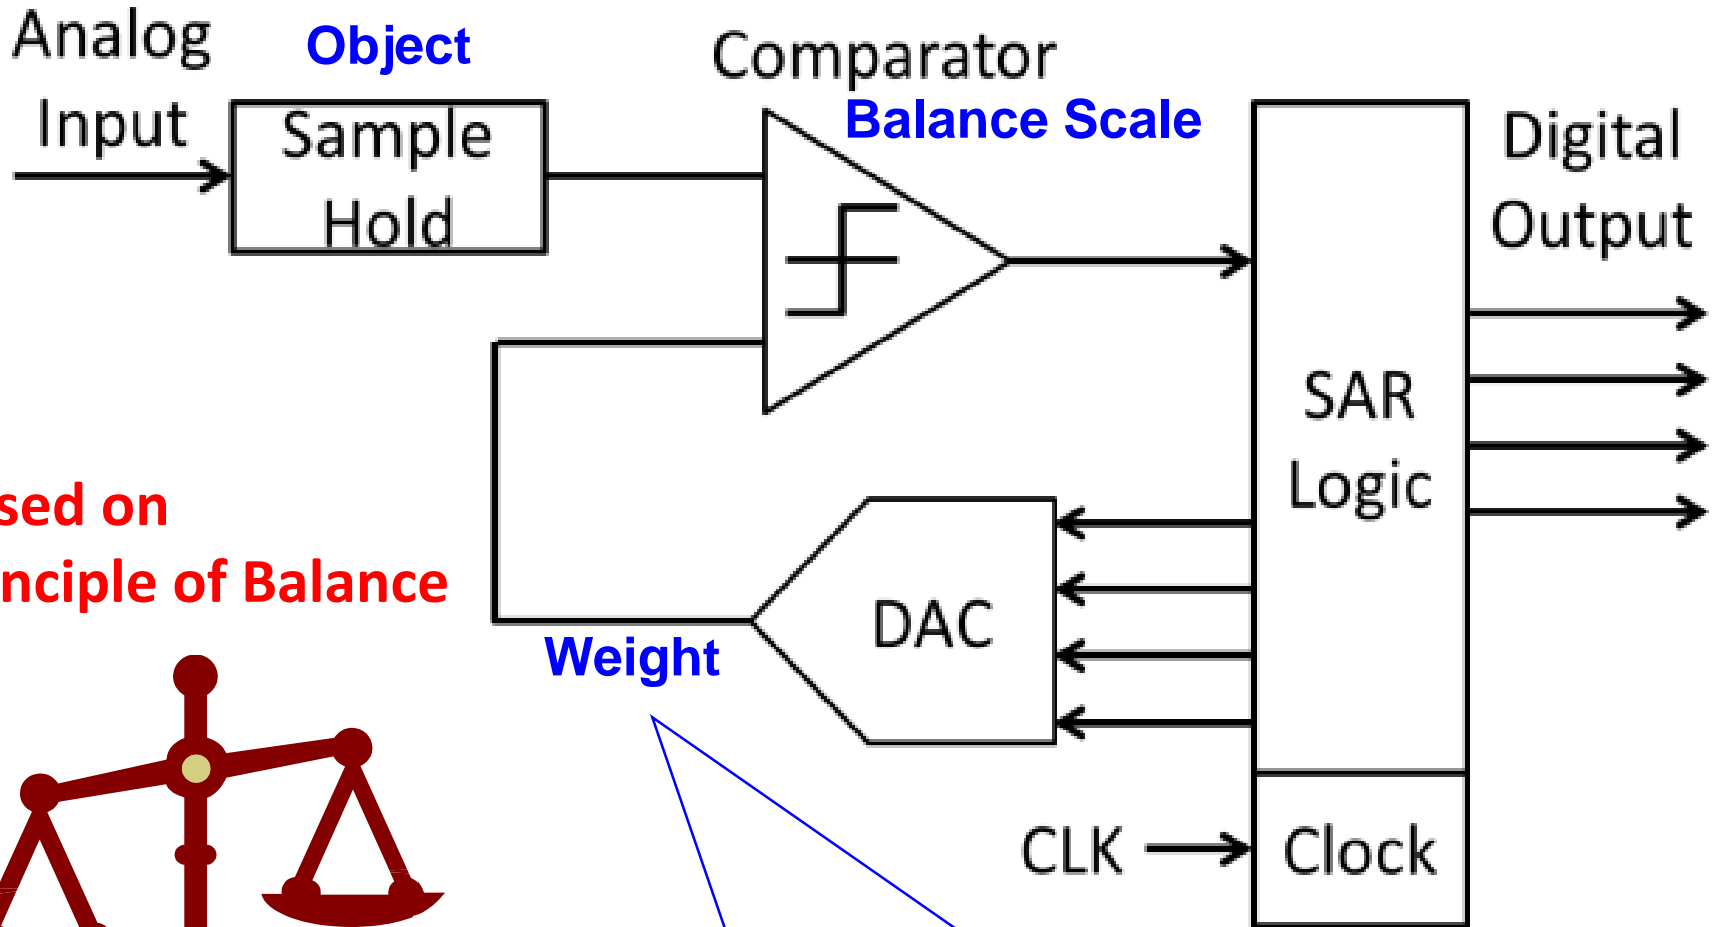 Analog
Input
Object
Sample
Hold
Comparator
Balance Scale
Digital
Output
SAR
Logic
sed on
nciple of Balance
Weight
DAC
CLK
Clock